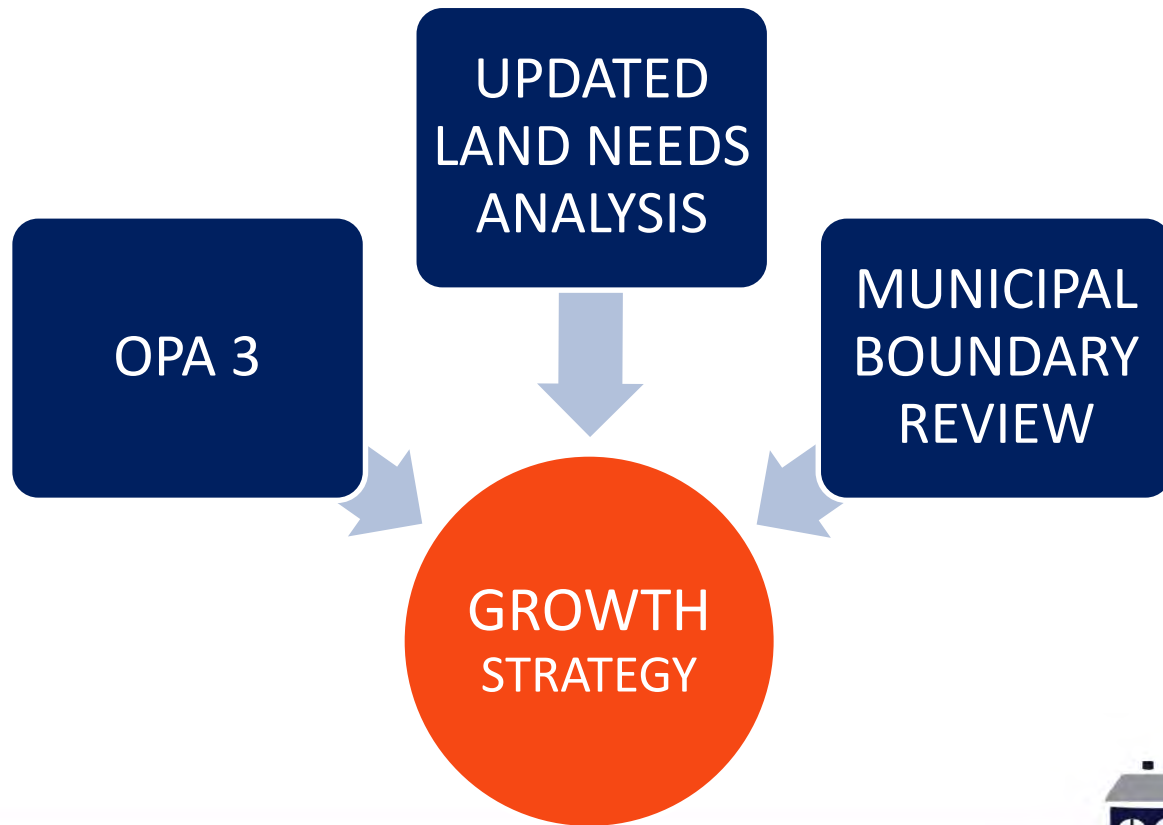 UPDATED
LAND NEEDS
ANALYSIS
OPA 3
MUNICIPAL
BOUNDARY
REVIEW
GROWTH
STRATEGY